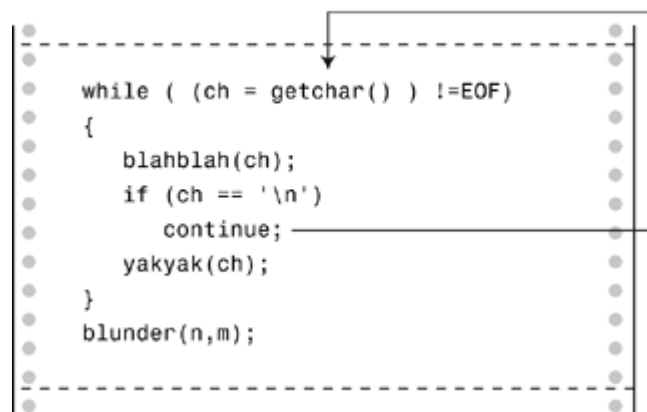 while ( (ch = getchar() ) !=EOF)
{
blahblah(ch);
if (ch == '\n')
continue;
yakyak(ch);
}
blunder(n,m);